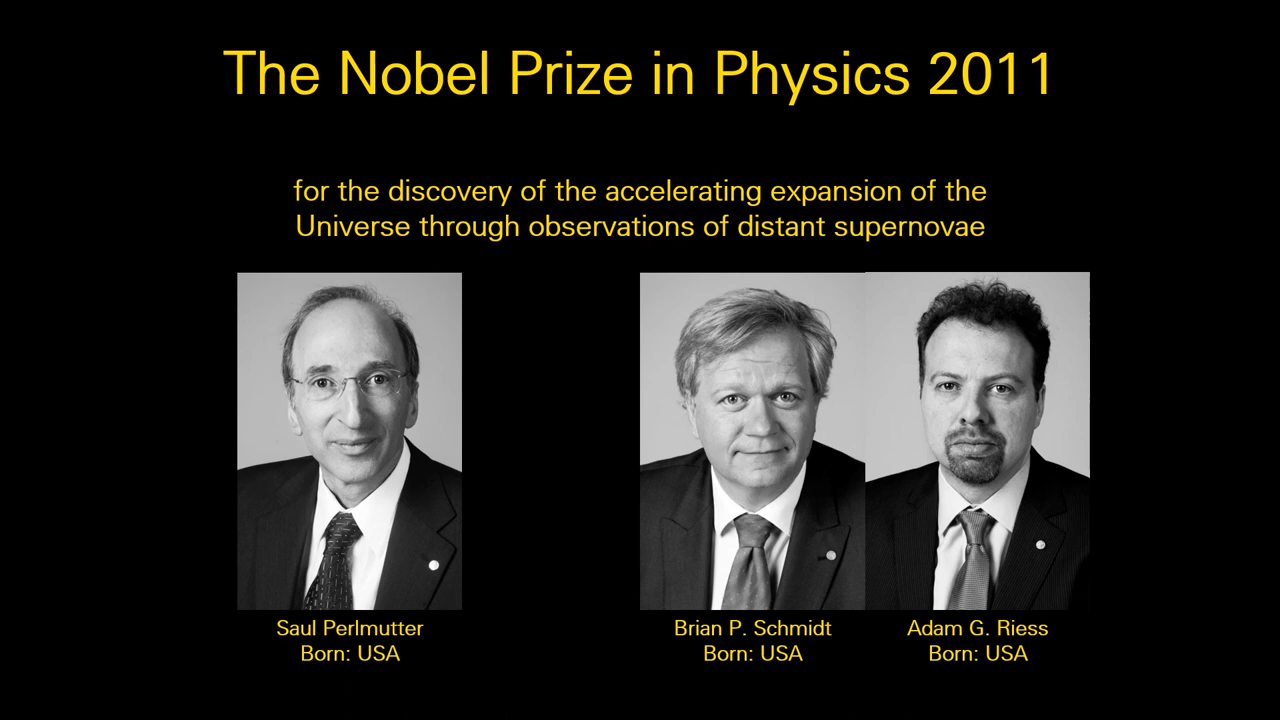 The Nobel Prize in Physics 2011
for the discovery of the accelerating expansion of the
Universe through observations of distant supernovae
Saul Perlmutter
Born: USA
Brian P. Schmidt
Born: USA
Adam G. Riess
Born: USA